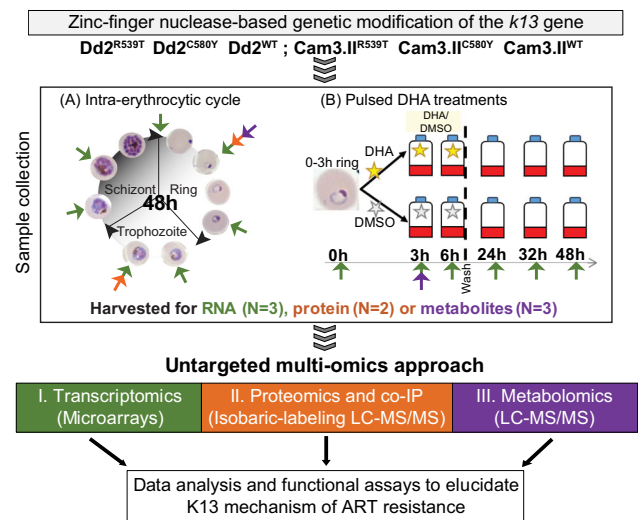 Zinc-finger nuclease-based genetic modification of the k13 gene
Dd2R539T Dd2C580Y Dd2WT ; Cam3.IIR539T Cam3.IIC580Y Cam3.IIWT
Sample collection
(A) Intra-erythrocytic cycle
Schizont
Ring
48h
Trophozoite
(B) Pulsed DHA treatments
DHA/
DMSO
0-3h ring
DHA
DMSO
0h
3h
6h
Wash
24h
32h
48h
Harvested for RNA (N=3), protein (N=2) or metabolites (N=3)
Untargeted multi-omics approach
I. Transcriptomics
(Microarrays)
II. Proteomics and co-IP
(Isobaric-labeling LC-MS/MS)
III. Metabolomics
(LC-MS/MS)
Data analysis and functional assays to elucidate
K13 mechanism of ART resistance